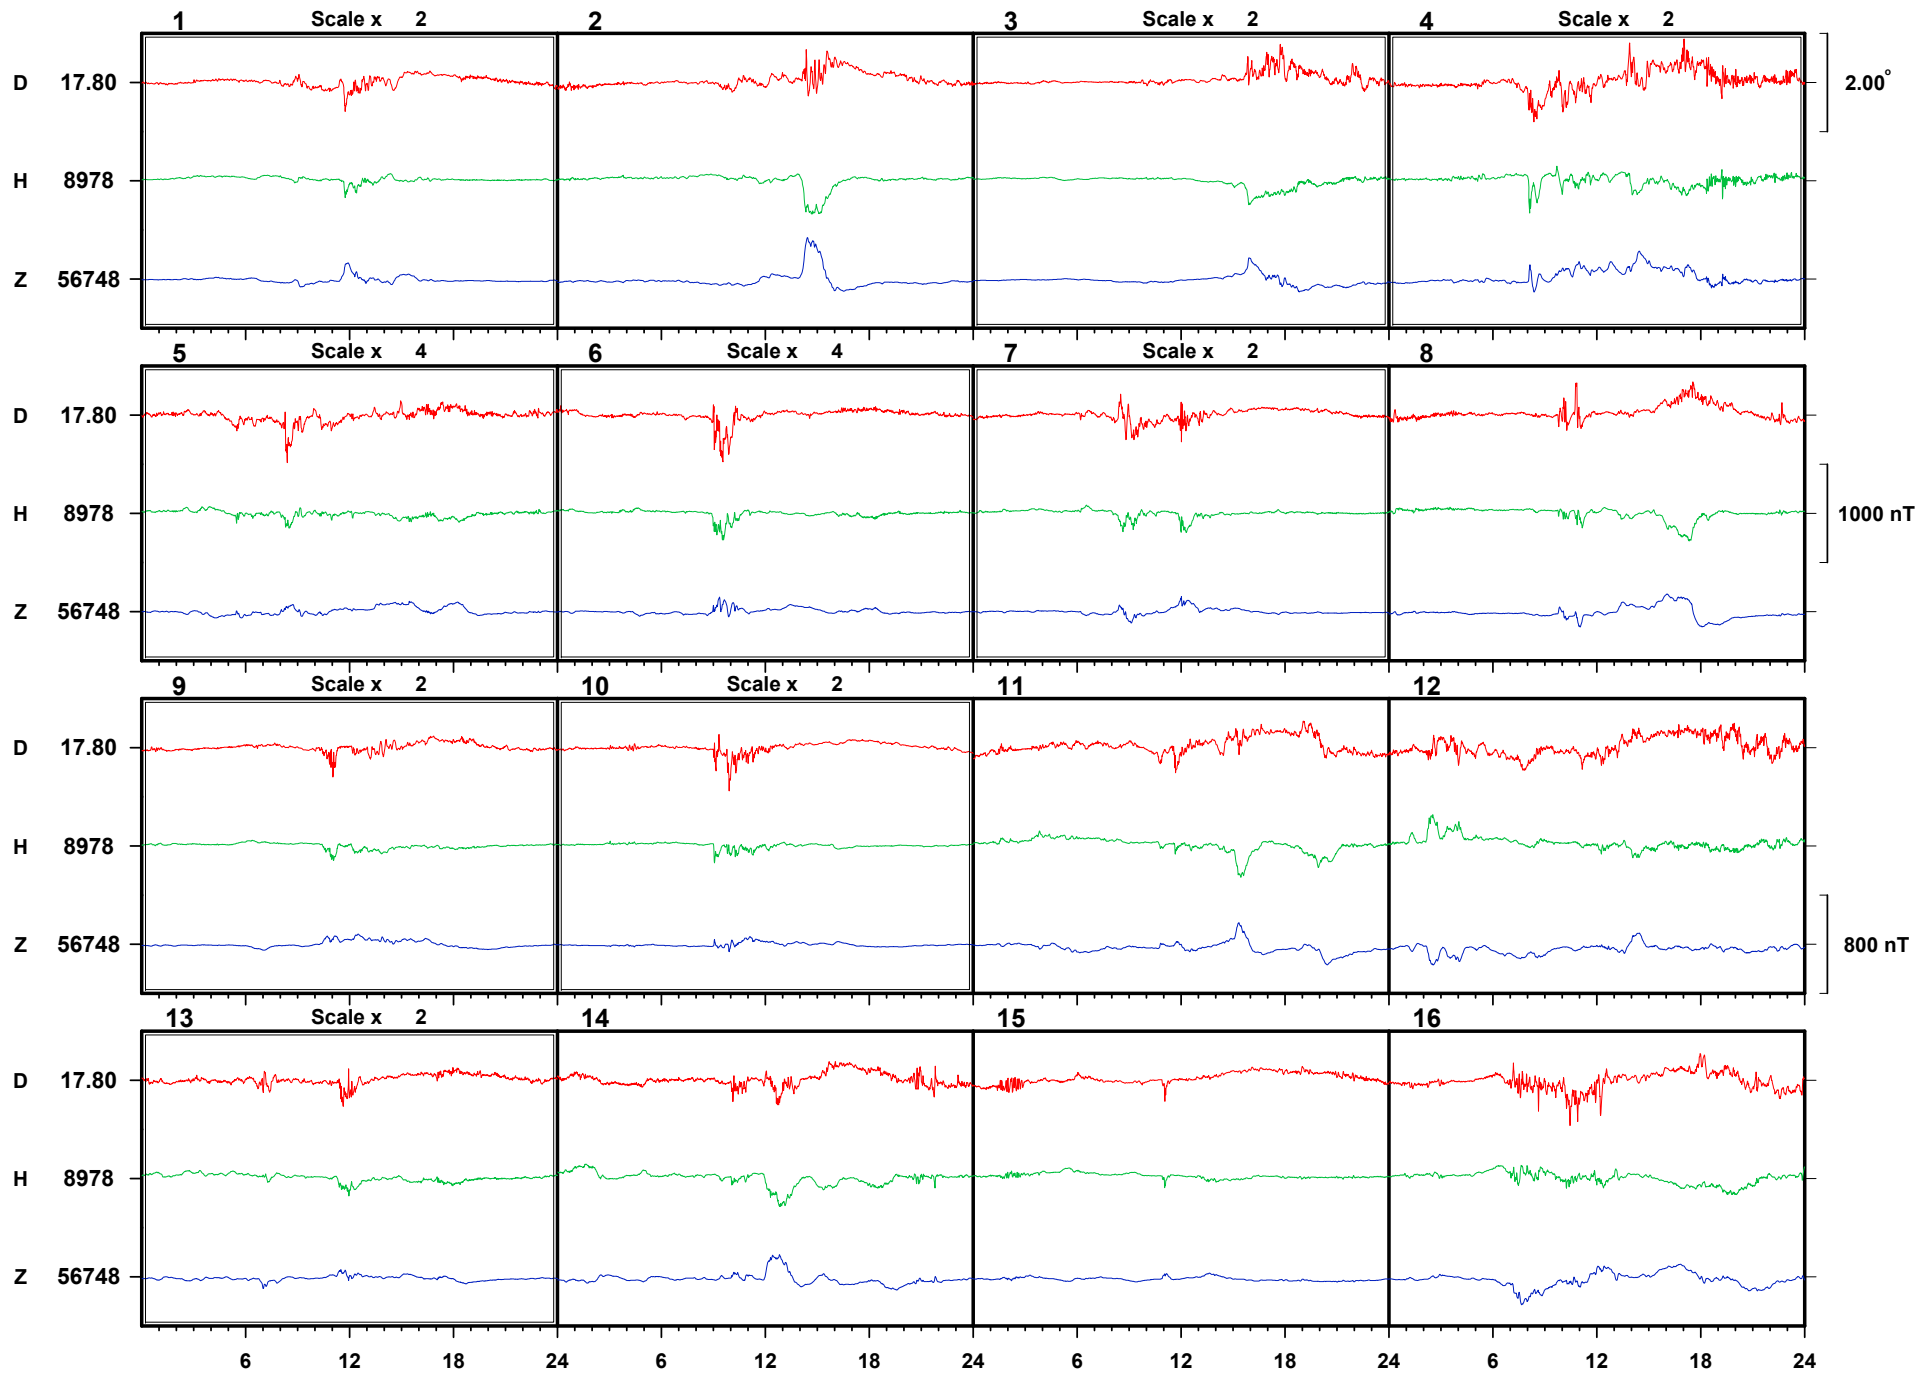 1 Scale x 2 2 3 Scale x 2 4 Scale x 2
D 17.80 2.00°
H 8978
Z 56748
5 Scale x 4 6 Scale x 4 7 Scale x 2 8
D 17.80
H 8978 1000 nT
Z 56748
9 Scale x 2 10 Scale x 2 11 12
D 17.80
H 8978
Z 56748 800 nT
13 Scale x 2 14 15 16
D 17.80
H 8978
Z 56748
6 12 18 24 6 12 18 24 6 12 18 24 6 12 18 24